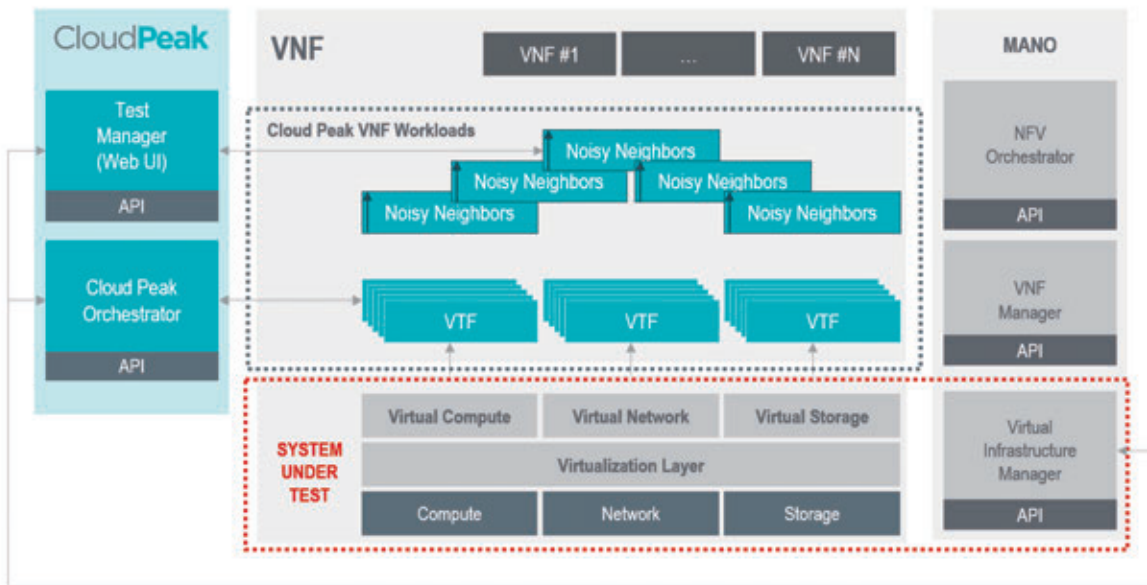 CloudPeak
Test
Manager
(Web UI)
API
Cloud Peak
Orchestrator
API
VNF
VNF #1
...
VNF #N
Cloud Peak VNF Workloads
Noisy Neighbors
Noisy Neighbors
Noisy Neighbors
Noisy Neighbors
Noisy Neighbors
VTF
VTF
VTF
SYSTEM
UNDER
TEST
Virtual Compute
Virtual Network
Virtual Storage
Virtualization Layer
Compute
Network
Storage
MANO
NFV
Orchestrator
API
VNF
Manager
API
Virtual
Infrastructure
Manager
API